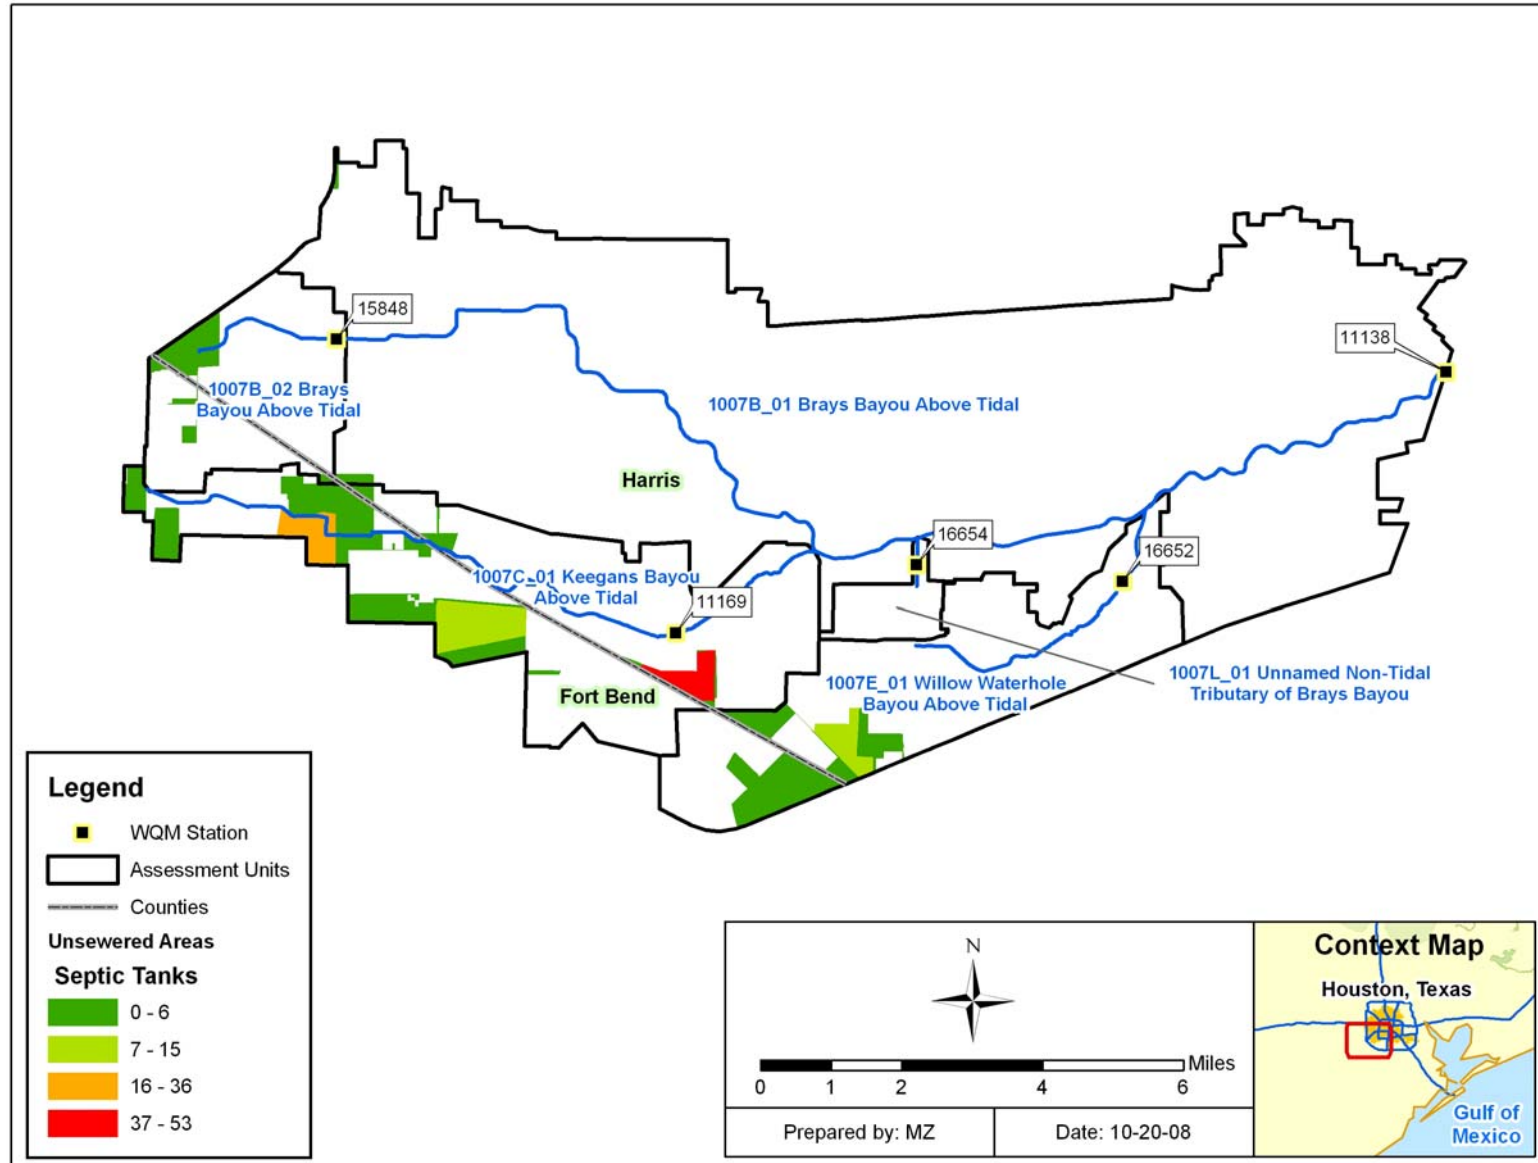 15848
11138
1007B_02 Brays
Bayou Above Tidal
1007B_01 Brays Bayou Above Tidal
Harris
16654
16652
1007C_01 Keegans Bayou
Above Tidal
11169
1007E_01 Willow Waterhole
Bayou Above Tidal
1007L_01 Unnamed Non-Tidal
Tributary of Brays Bayou
Fort Bend
Legend
WQM Station
Assessment Units
Counties
Unsewered Areas
Septic Tanks
0 - 6
7 - 15
16 - 36
37 - 53
N
Miles
0 1 2 4 6
Prepared by: MZ
Date: 10-20-08
Context Map
Houston, Texas
Gulf of
Mexico